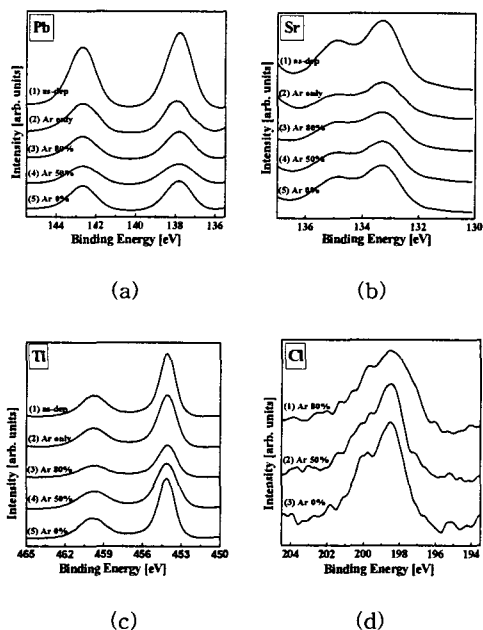 Pb
(1) as-dep
(2) Ar only
(3) Ar 80%
(4) Ar 50%
(5) Ar 0%
144 142 140 138 136
Binding Energy [eV]
Intensity [arb. units]
(a)
Sr
(1) as-dep
(2) Ar only
(3) Ar 80%
(4) Ar 50%
(5) Ar 0%
136 134 132 130
Binding Energy [eV]
Intensity [arb. units]
(b)
Ti
(1) as-dep
(2) Ar only
(3) Ar 80%
(4) Ar 50%
(5) Ar 0%
465 462 459 456 453 450
Binding Energy [eV]
Intensity [arb. units]
(c)
Cl
(1) Ar 80%
(2) Ar 50%
(3) Ar 0%
204 202 200 198 196 194
Binding Energy [eV]
Intensity [arb. units]
(d)